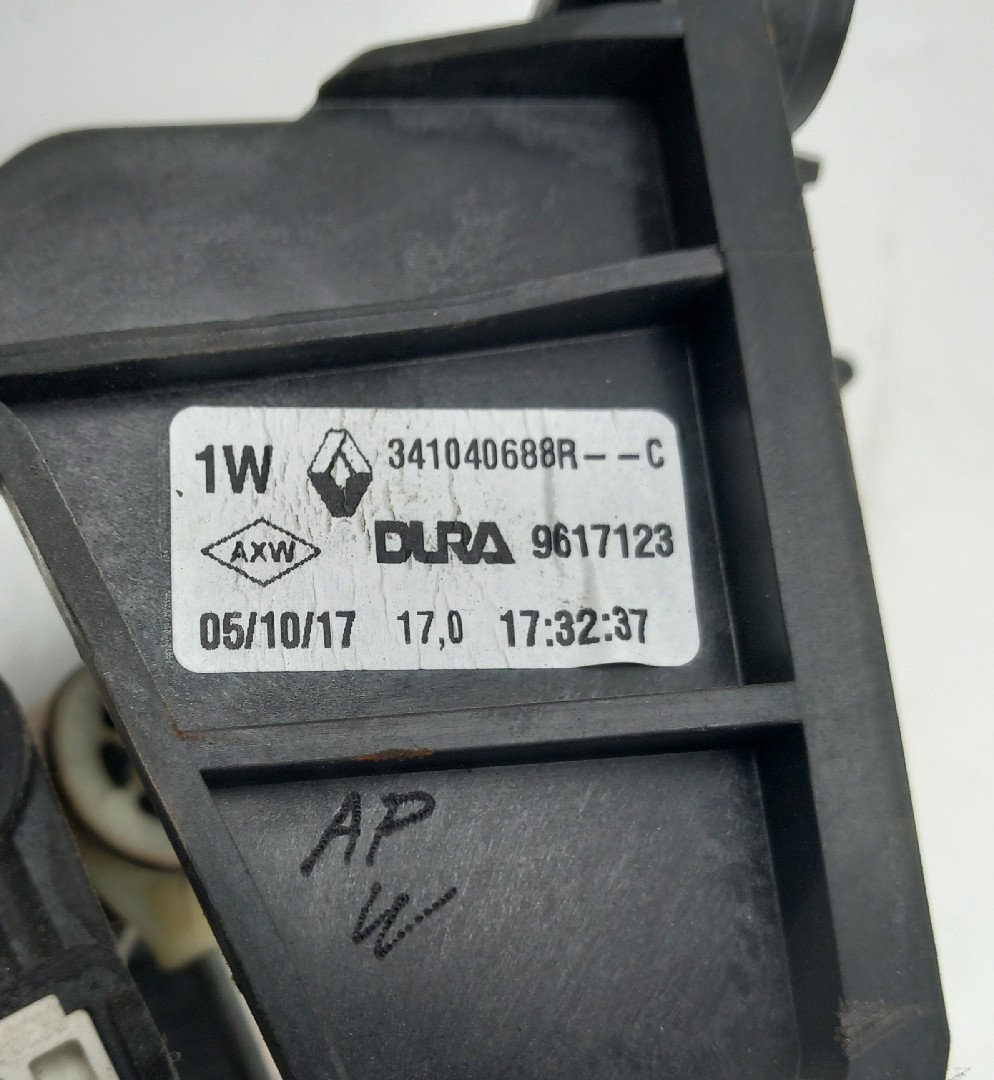 1W 341040688R--C
AXW DURA 9617123
05/10/17 17,0 17:32:37
AP
W